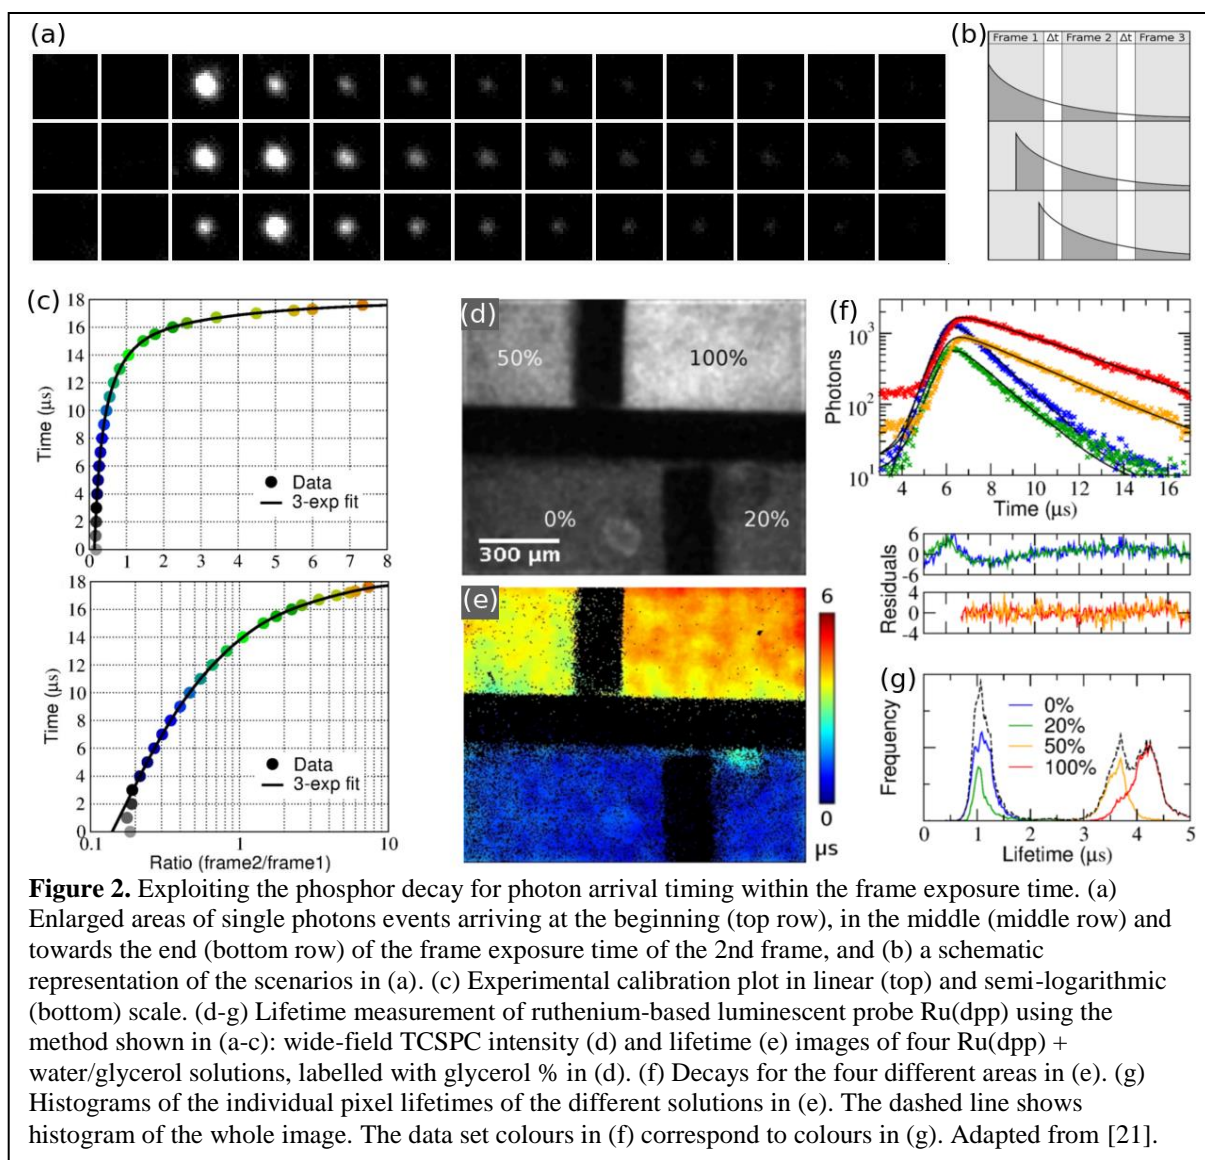 (a)
(b)
Frame 1 Δt Frame 2 Δt Frame 3
(c)
18
16
14
12
10
8
6
4
2
0
Time (μs)
Data
3-exp fit
0 1 2 3 4 5 6 7 8
18
16
14
12
10
8
6
4
2
0
Time (μs)
Data
3-exp fit
0.1 1 10
Ratio (frame2/frame1)
(d)
50% 100%
0% 20%
300 μm
(e)
6
0
μs
(f)
10³
10²
10
Photons
4 6 8 10 12 14 16
Time (μs)
6
0
-6
4
0
-4
Residuals
(g)
Frequency
0%
20%
50%
100%
0 1 2 3 4 5
Lifetime (μs)
Figure 2. Exploiting the phosphor decay for photon arrival timing within the frame exposure time. (a)
Enlarged areas of single photons events arriving at the beginning (top row), in the middle (middle row) and
towards the end (bottom row) of the frame exposure time of the 2nd frame, and (b) a schematic
representation of the scenarios in (a). (c) Experimental calibration plot in linear (top) and semi-logarithmic
(bottom) scale. (d-g) Lifetime measurement of ruthenium-based luminescent probe Ru(dpp) using the
method shown in (a-c): wide-field TCSPC intensity (d) and lifetime (e) images of four Ru(dpp) +
water/glycerol solutions, labelled with glycerol % in (d). (f) Decays for the four different areas in (e). (g)
Histograms of the individual pixel lifetimes of the different solutions in (e). The dashed line shows
histogram of the whole image. The data set colours in (f) correspond to colours in (g). Adapted from [21].